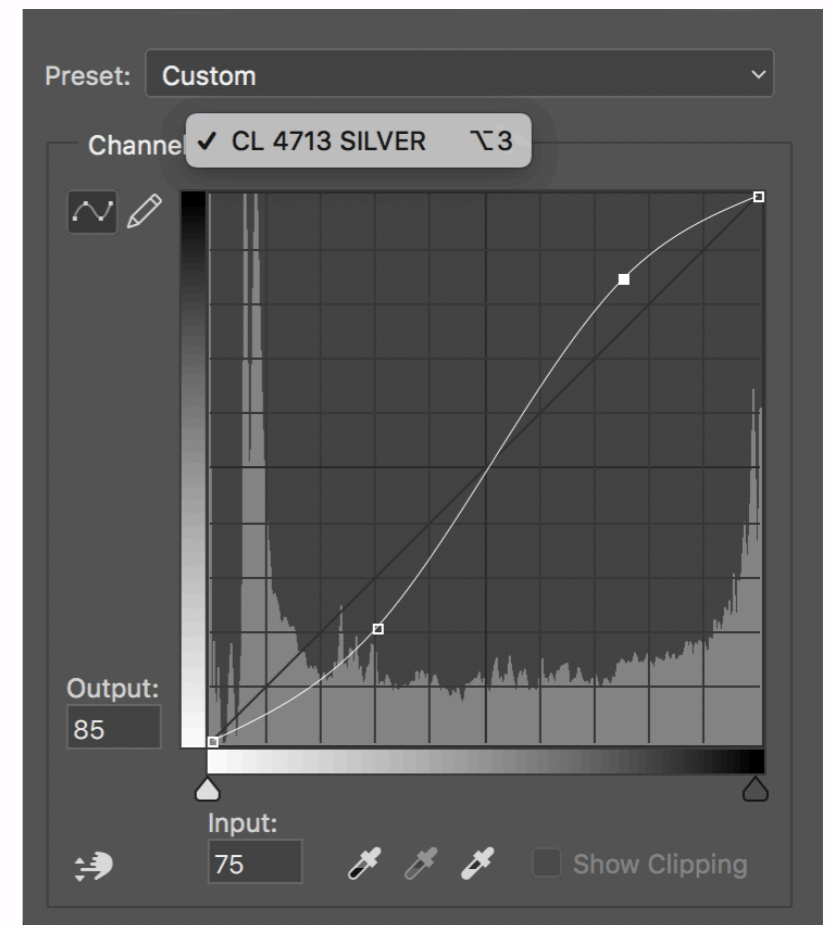 Preset: Custom
Channel ✓ CL 4713 SILVER ⌥3
Output:
85
Input:
75
Show Clipping